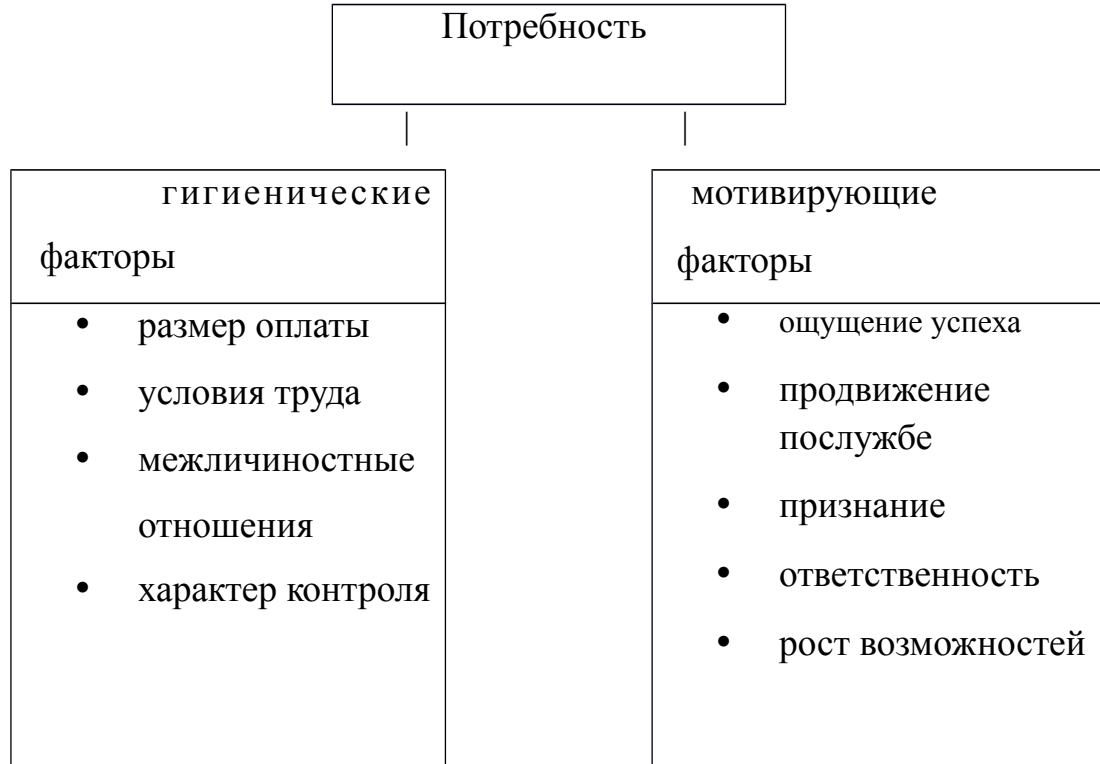 Потребность
гигиенические
факторы
• размер оплаты
• условия труда
• межличиностные
отношения
• характер контроля
мотивирующие
факторы
• ощущение успеха
• продвижение
послужбе
• признание
• ответственность
• рост возможностей